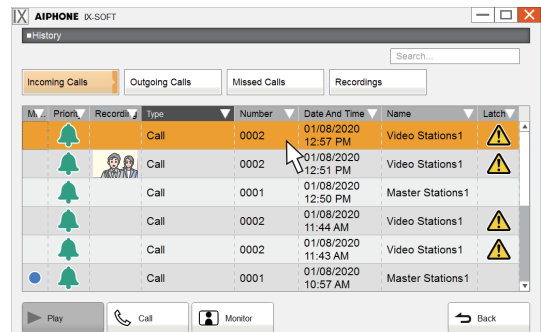 IX AIPHONE IX-SOFT
■History
Search...
Incoming Calls Outgoing Calls Missed Calls Recordings
Priority Recording Type Number Date And Time Name Latch
Call 0002 01/08/2020 12:57 PM Video Stations1
Call 0002 01/08/2020 12:51 PM Video Stations1
Call 0001 01/08/2020 12:50 PM Master Stations1
Call 0002 01/08/2020 11:44 AM Video Stations1
Call 0002 01/08/2020 11:43 AM Video Stations1
Call 0001 01/08/2020 10:57 AM Master Stations1
Play Call Monitor Back